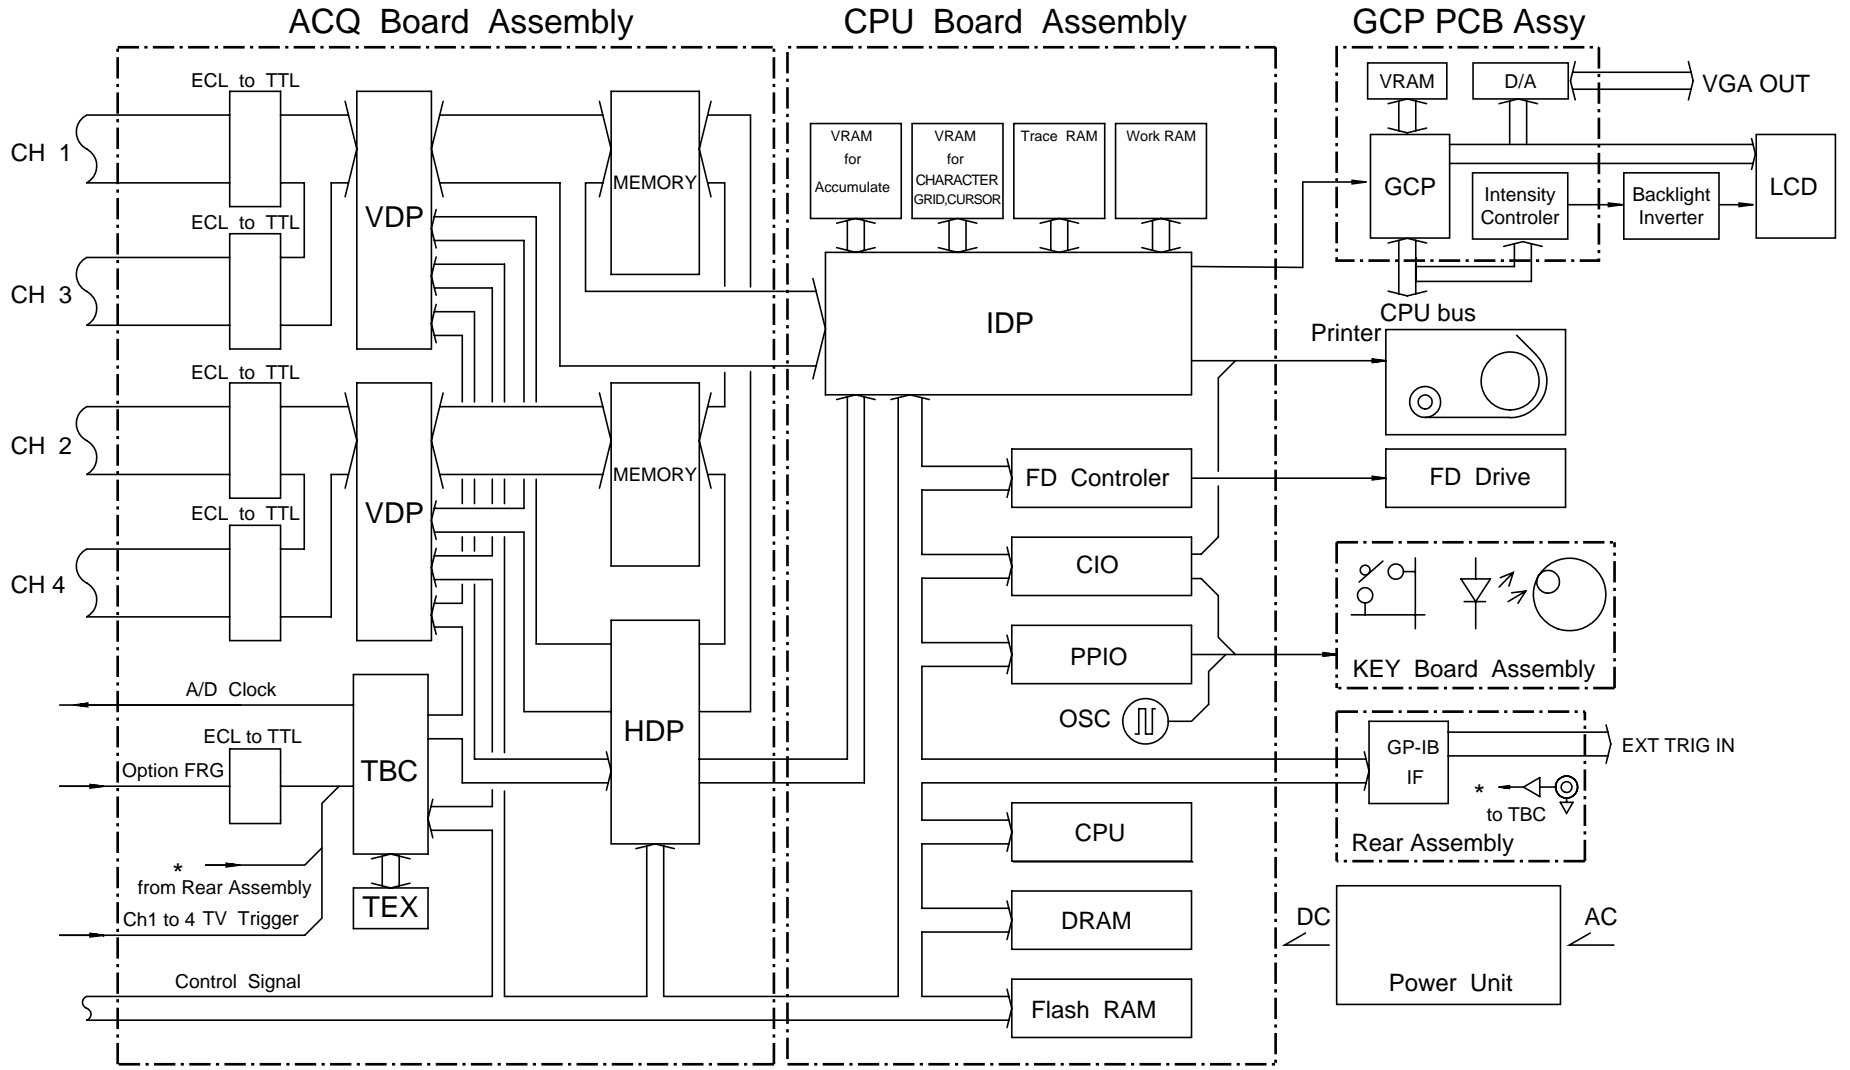 ACQ Board Assembly
CPU Board Assembly
GCP PCB Assy
ECL to TTL
CH 1
VDP
MEMORY
ECL to TTL
CH 3
ECL to TTL
CH 2
VDP
MEMORY
ECL to TTL
CH 4
A/D Clock
ECL to TTL
Option FRG
TBC
HDP
*
from Rear Assembly
Ch1 to 4 TV Trigger
TEX
Control Signal
VRAM
for
Accumulate
VRAM
for
CHARACTER
GRID,CURSOR
Trace RAM
Work RAM
IDP
FD Controler
CIO
PPIO
OSC
CPU
DRAM
Flash RAM
VRAM
D/A
VGA OUT
GCP
Intensity
Controler
Backlight
Inverter
LCD
CPU bus
Printer
FD Drive
KEY Board Assembly
GP-IB
IF
EXT TRIG IN
*
to TBC
Rear Assembly
DC
AC
Power Unit